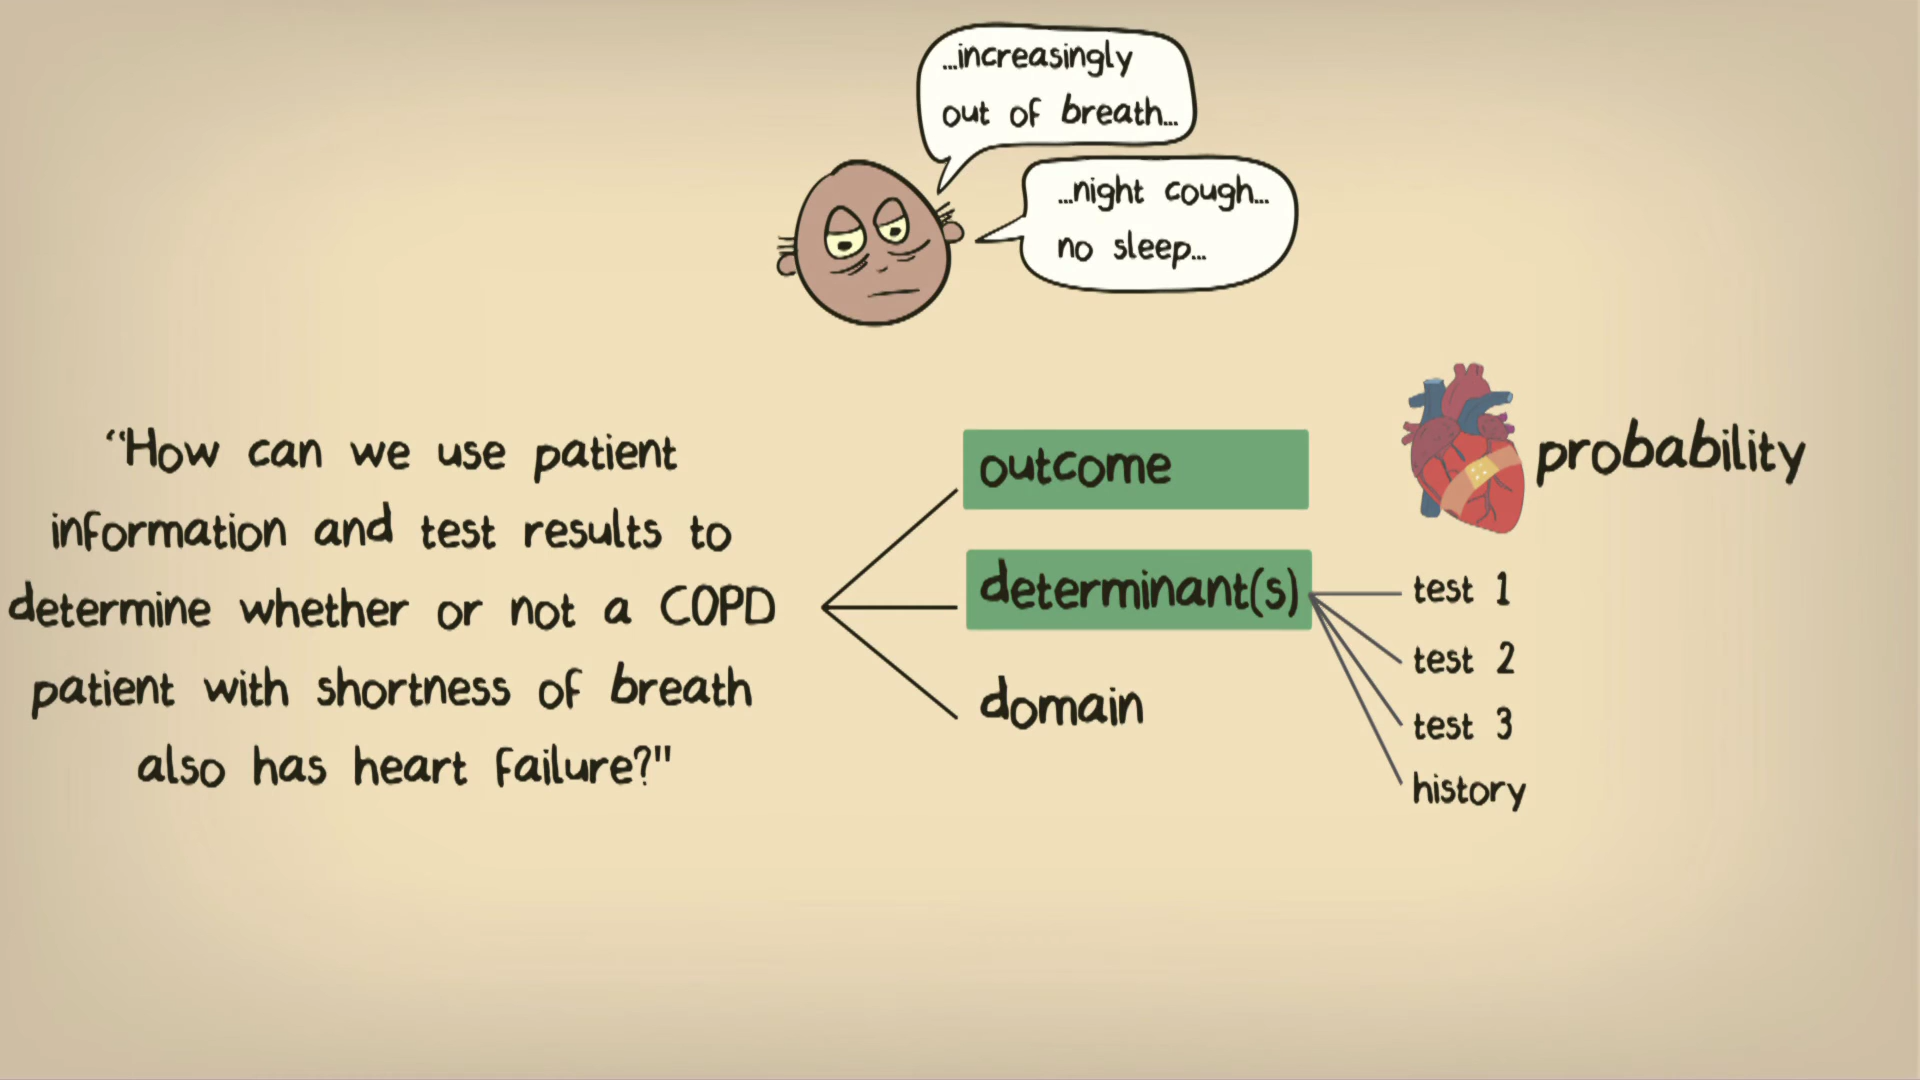 ...increasingly
out of breath...
...night cough...
no sleep...
“How can we use patient
information and test results to
determine whether or not a COPD
patient with shortness of breath
also has heart failure?"
outcome
probability
determinant(s)
test 1
test 2
test 3
history
domain